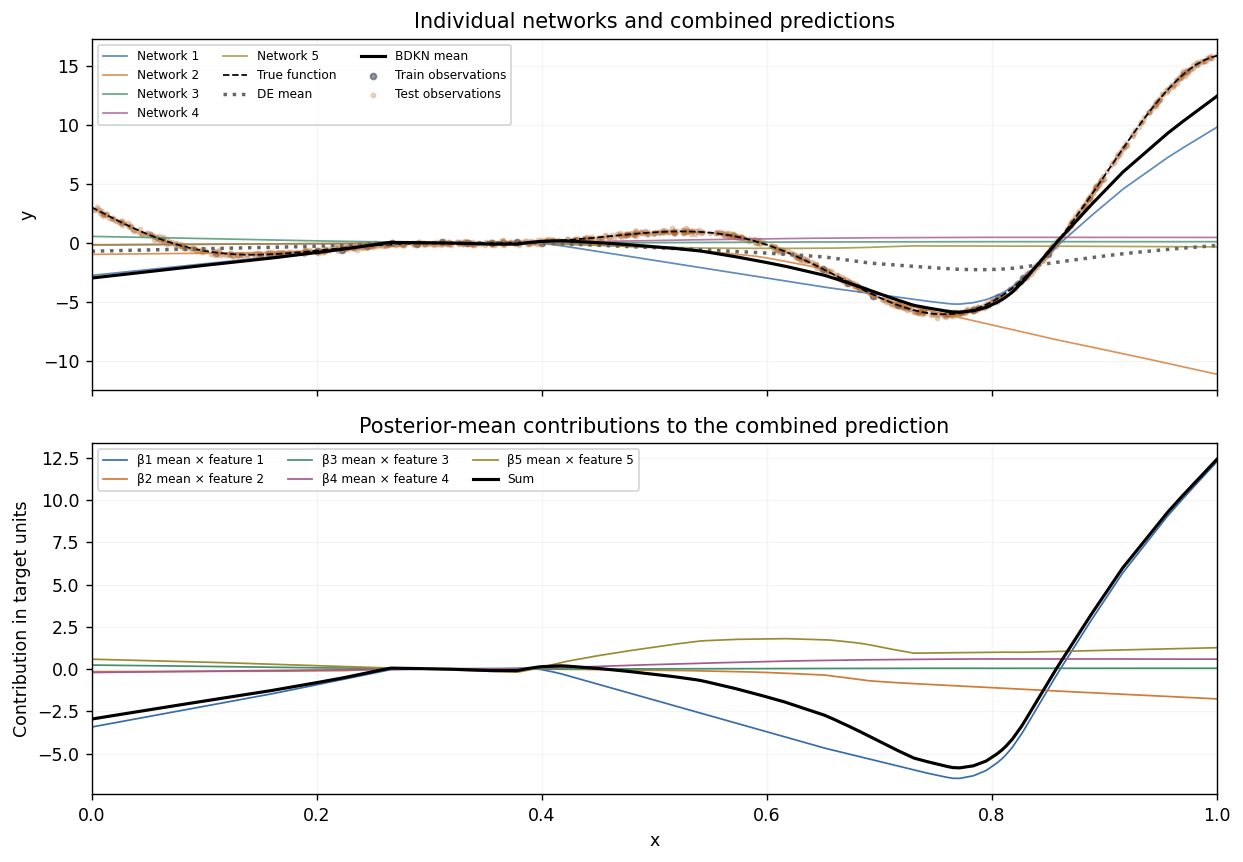 Individual networks and combined predictions
Network 1
Network 2
Network 3
Network 4
Network 5
True function
DE mean
BDKN mean
Train observations
Test observations
15
10
5
0
−5
−10
y
Posterior-mean contributions to the combined prediction
β1 mean × feature 1
β2 mean × feature 2
β3 mean × feature 3
β4 mean × feature 4
β5 mean × feature 5
Sum
12.5
10.0
7.5
5.0
2.5
0.0
−2.5
−5.0
Contribution in target units
0.0 0.2 0.4 0.6 0.8 1.0
x